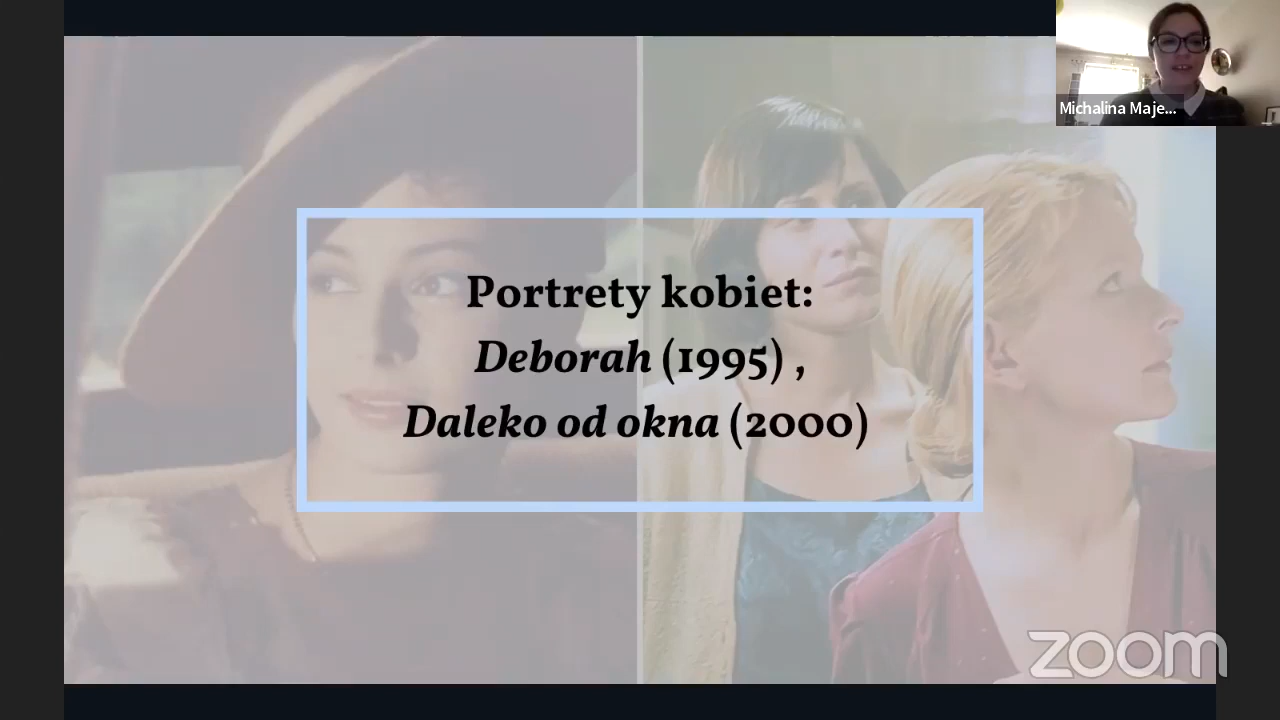 Michalina Maje...
Portrety kobiet:
Deborah (1995) ,
Daleko od okna (2000)
zoom